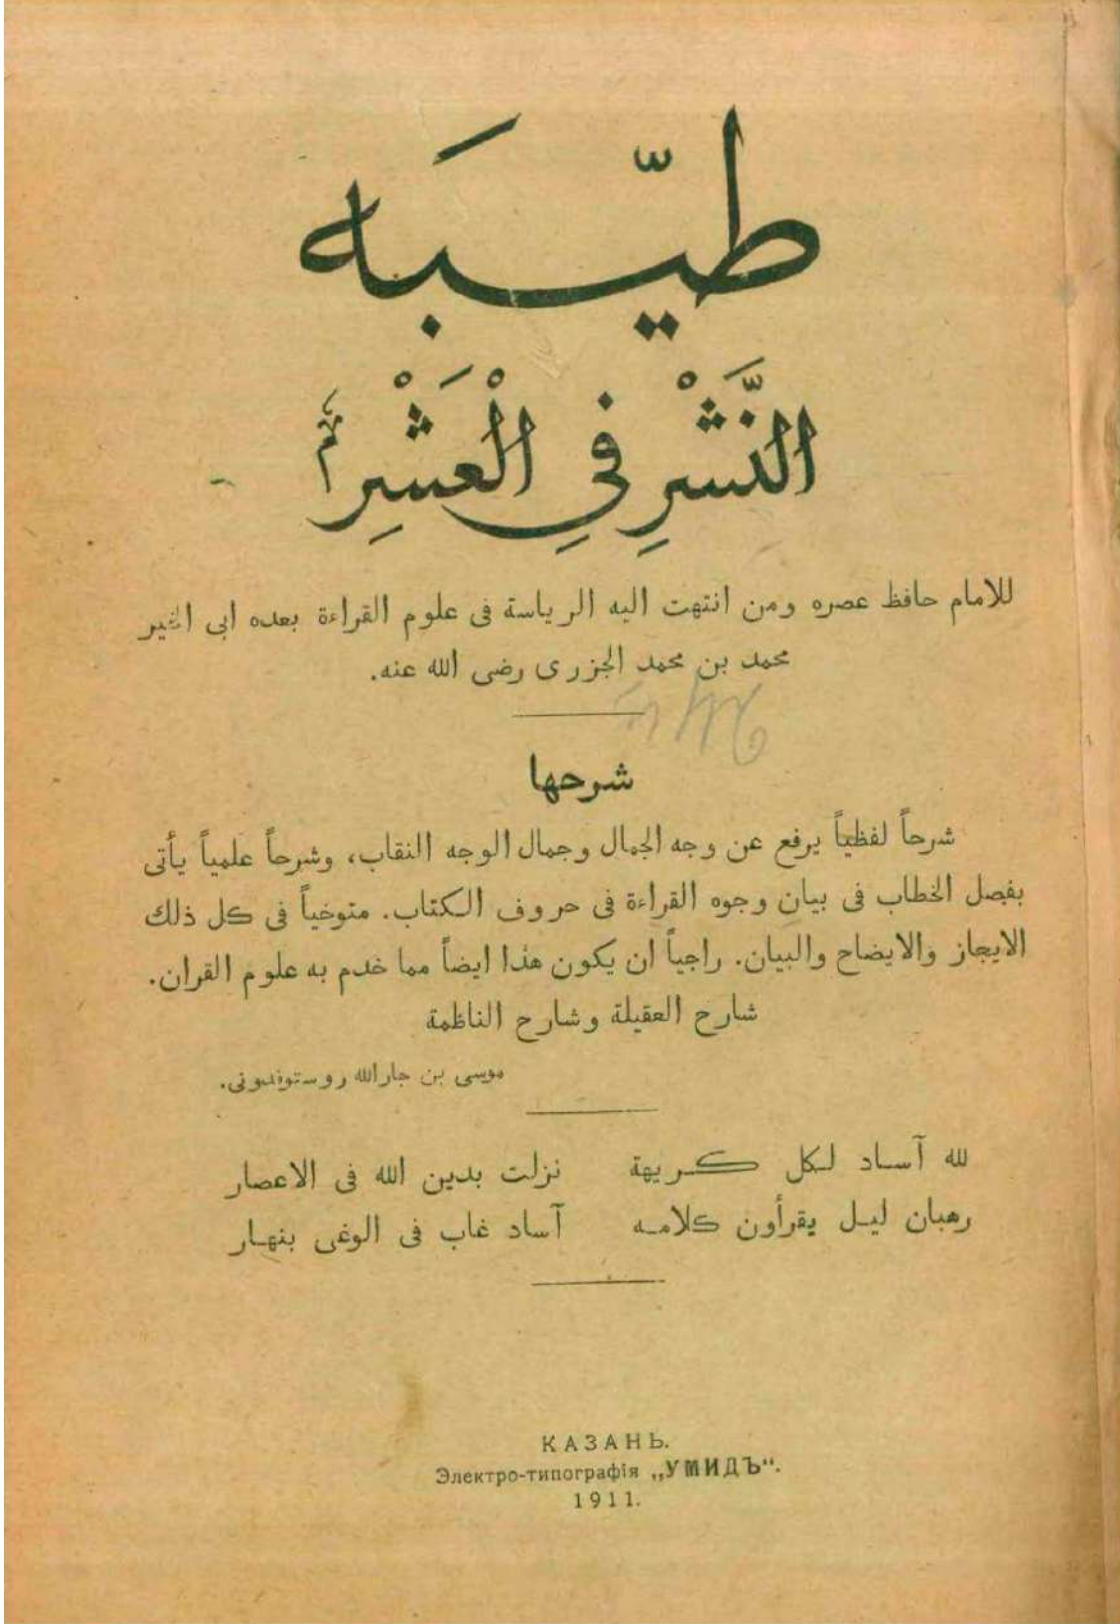 طيّبَه
النَّشْرِ فىِ الْعَشْرِ
للامام حافظ عصره ومن انتهت اليه الرياسة فى علوم القراءة بعده ابى الخير
محمد بن محمد الجزرى رضى الله عنه.
شرحها
شرحاً لفظياً يرفع عن وجه الجمال وجمال الوجه النقاب، وشرحاً علمياً يأتى
بفصل الخطاب فى بيان وجوه القراءة فى حروف الكتاب. متوخياً فى كل ذلك
الايجاز والايضاح والبيان. راجياً ان يكون هذا ايضاً مما خدم به علوم القران.
شارح العقيلة وشارح الناظمة
موسى بن جارالله روستوفدونى.
لله آساد لكل كريهة نزلت بدين الله فى الاعصار
رهبان ليل يقرأون كلامه آساد غاب فى الوغى بنهار
КАЗАНЬ.
Электро-типографія „УМИДЪ“.
1911.